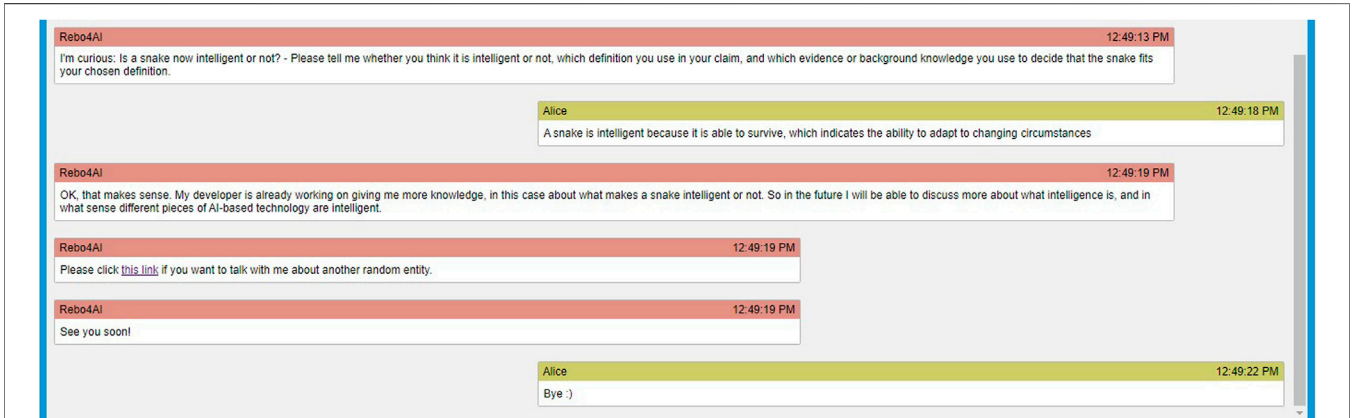 Rebo4AI 12:49:13 PM
I'm curious: Is a snake now intelligent or not? - Please tell me whether you think it is intelligent or not, which definition you use in your claim, and which evidence or background knowledge you use to decide that the snake fits
your chosen definition.
Alice 12:49:18 PM
A snake is intelligent because it is able to survive, which indicates the ability to adapt to changing circumstances
Rebo4AI 12:49:19 PM
OK, that makes sense. My developer is already working on giving me more knowledge, in this case about what makes a snake intelligent or not. So in the future I will be able to discuss more about what intelligence is, and in
what sense different pieces of AI-based technology are intelligent.
Rebo4AI 12:49:19 PM
Please click this link if you want to talk with me about another random entity.
Rebo4AI 12:49:19 PM
See you soon!
Alice 12:49:22 PM
Bye :)